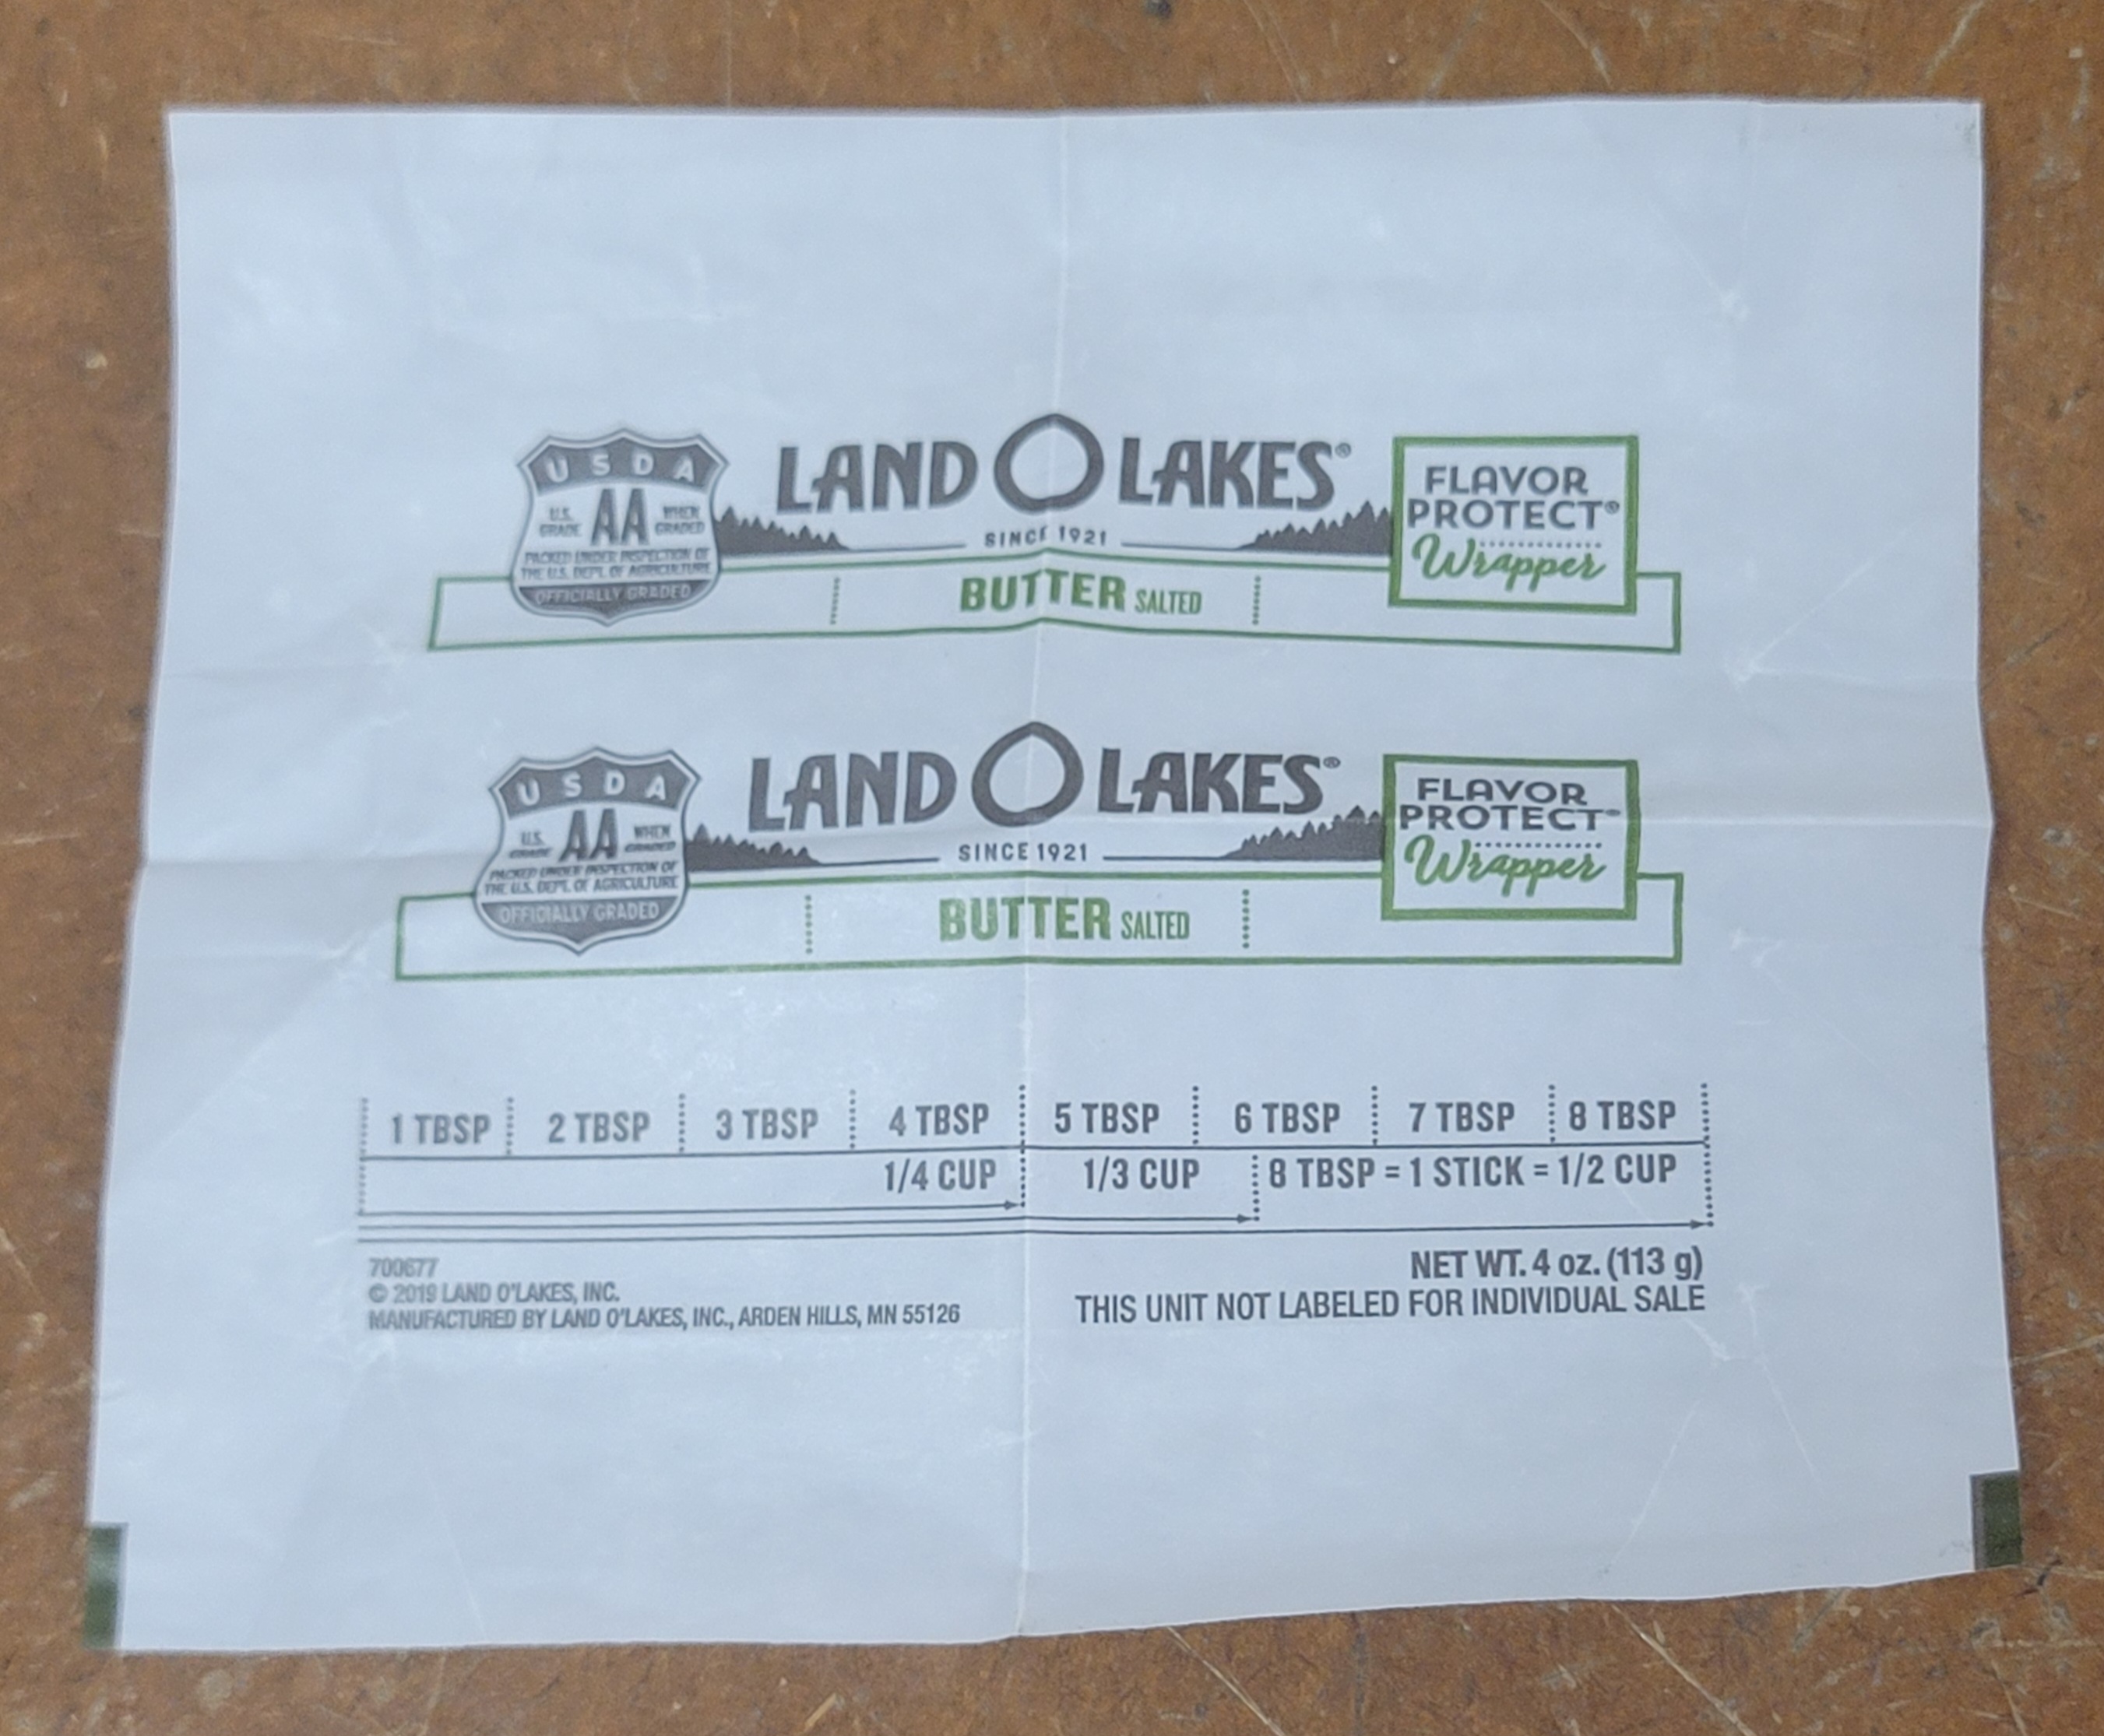 USDA
U.S. GRADE AA WHEN GRADED
PACKED UNDER INSPECTION OF
THE U.S. DEPT. OF AGRICULTURE
OFFICIALLY GRADED
LAND O LAKES®
SINCE 1921
BUTTER SALTED
FLAVOR
PROTECT®
Wrapper
USDA
U.S. GRADE AA WHEN GRADED
PACKED UNDER INSPECTION OF
THE U.S. DEPT. OF AGRICULTURE
OFFICIALLY GRADED
LAND O LAKES®
SINCE 1921
BUTTER SALTED
FLAVOR
PROTECT®
Wrapper
1 TBSP 2 TBSP 3 TBSP 4 TBSP 5 TBSP 6 TBSP 7 TBSP 8 TBSP
1/4 CUP 1/3 CUP 8 TBSP = 1 STICK = 1/2 CUP
700677
© 2019 LAND O'LAKES, INC.
MANUFACTURED BY LAND O'LAKES, INC., ARDEN HILLS, MN 55126
NET WT. 4 oz. (113 g)
THIS UNIT NOT LABELED FOR INDIVIDUAL SALE